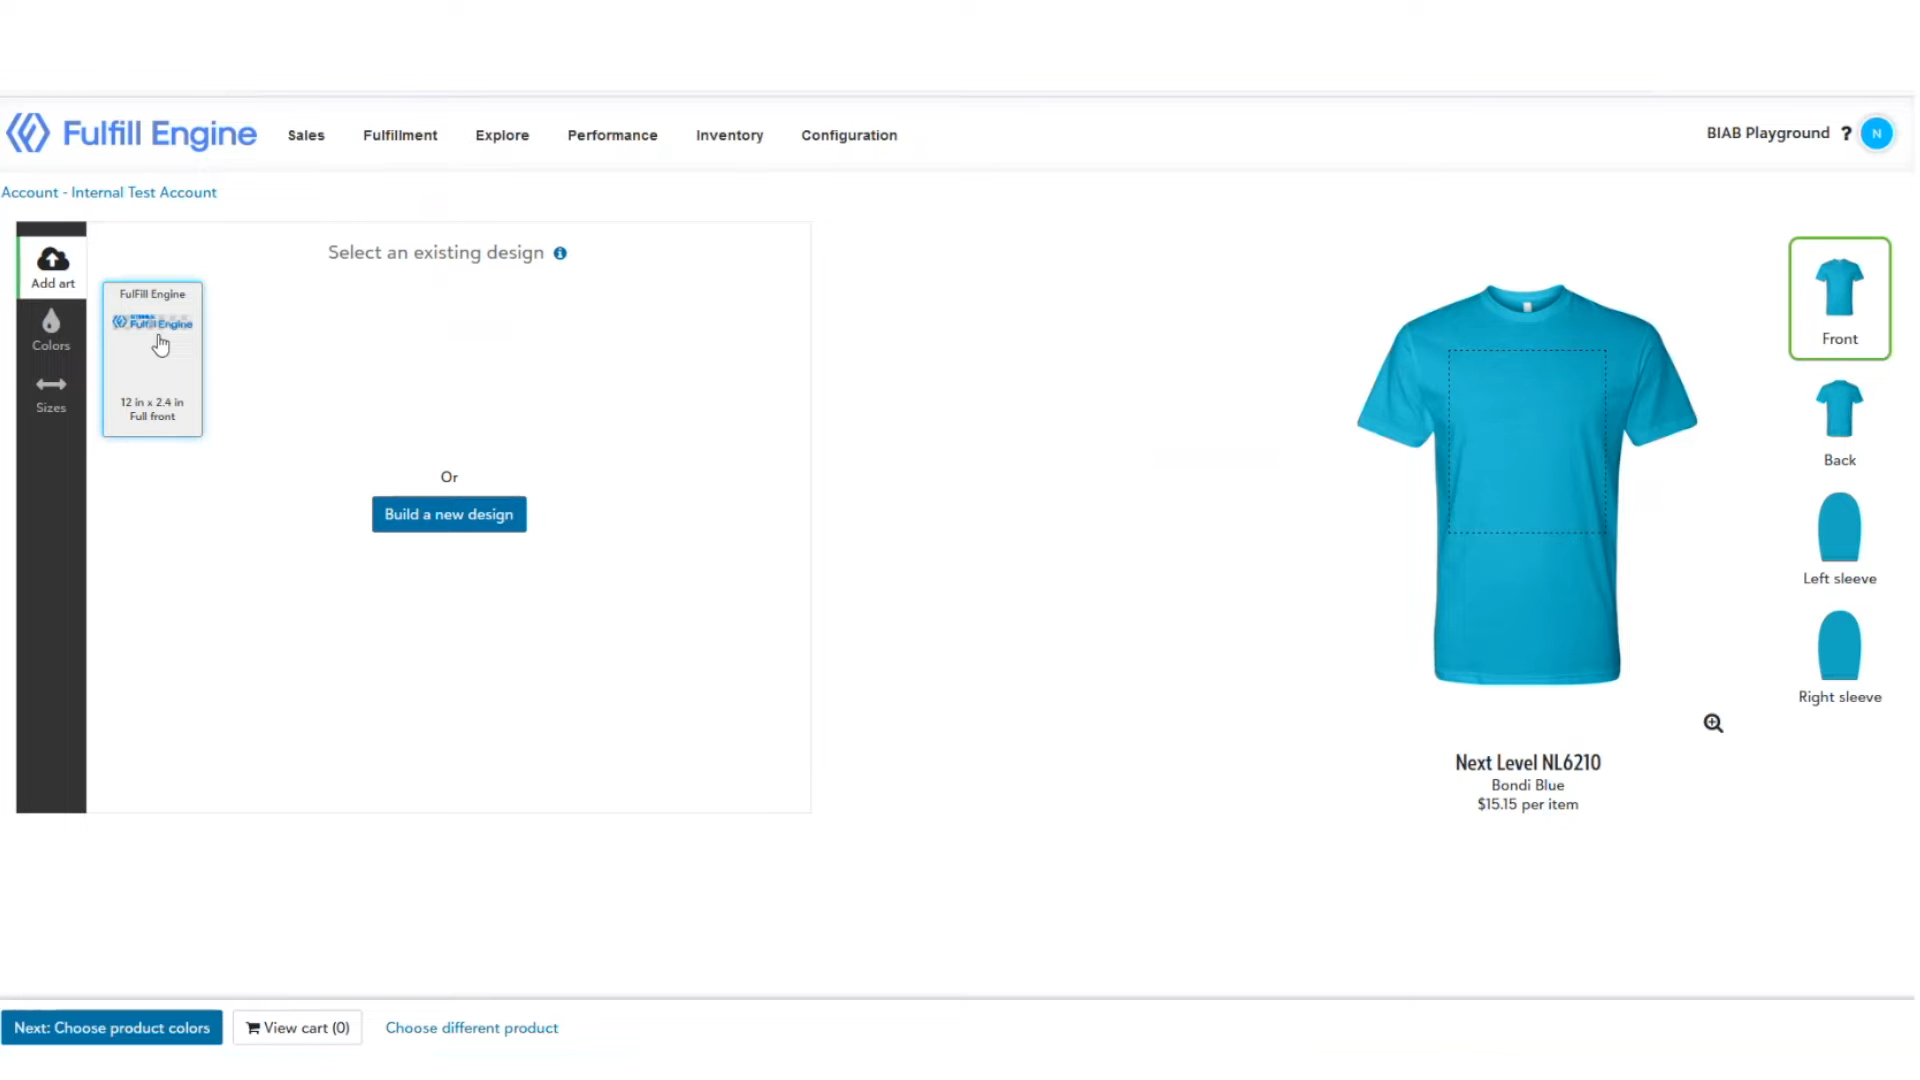 Fulfill Engine
Sales
Fulfillment
Explore
Performance
Inventory
Configuration
BIAB Playground
?
N
Account - Internal Test Account
Add art
Colors
Sizes
Select an existing design
FulFill Engine
Fulfill Engine
12 in x 2.4 in
Full front
Or
Build a new design
Front
Back
Left sleeve
Right sleeve
Next Level NL6210
Bondi Blue
$15.15 per item
Next: Choose product colors
View cart (0)
Choose different product